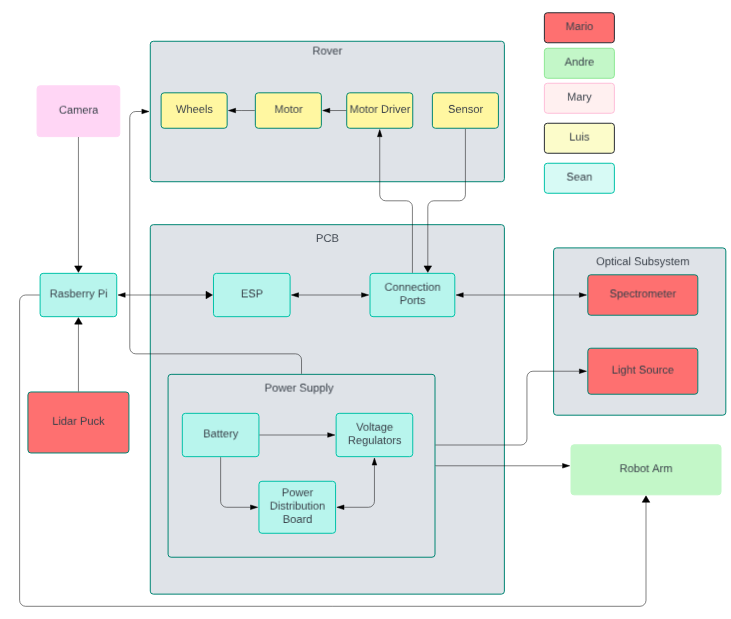 Mario
Rover
Andre
Camera
Mary
Wheels
Motor
Motor Driver
Sensor
Luis
Sean
PCB
Optical Subsystem
Rasberry Pi
ESP
Connection
Ports
Spectrometer
Light Source
Power Supply
Lidar Puck
Battery
Voltage
Regulators
Robot Arm
Power
Distribution
Board